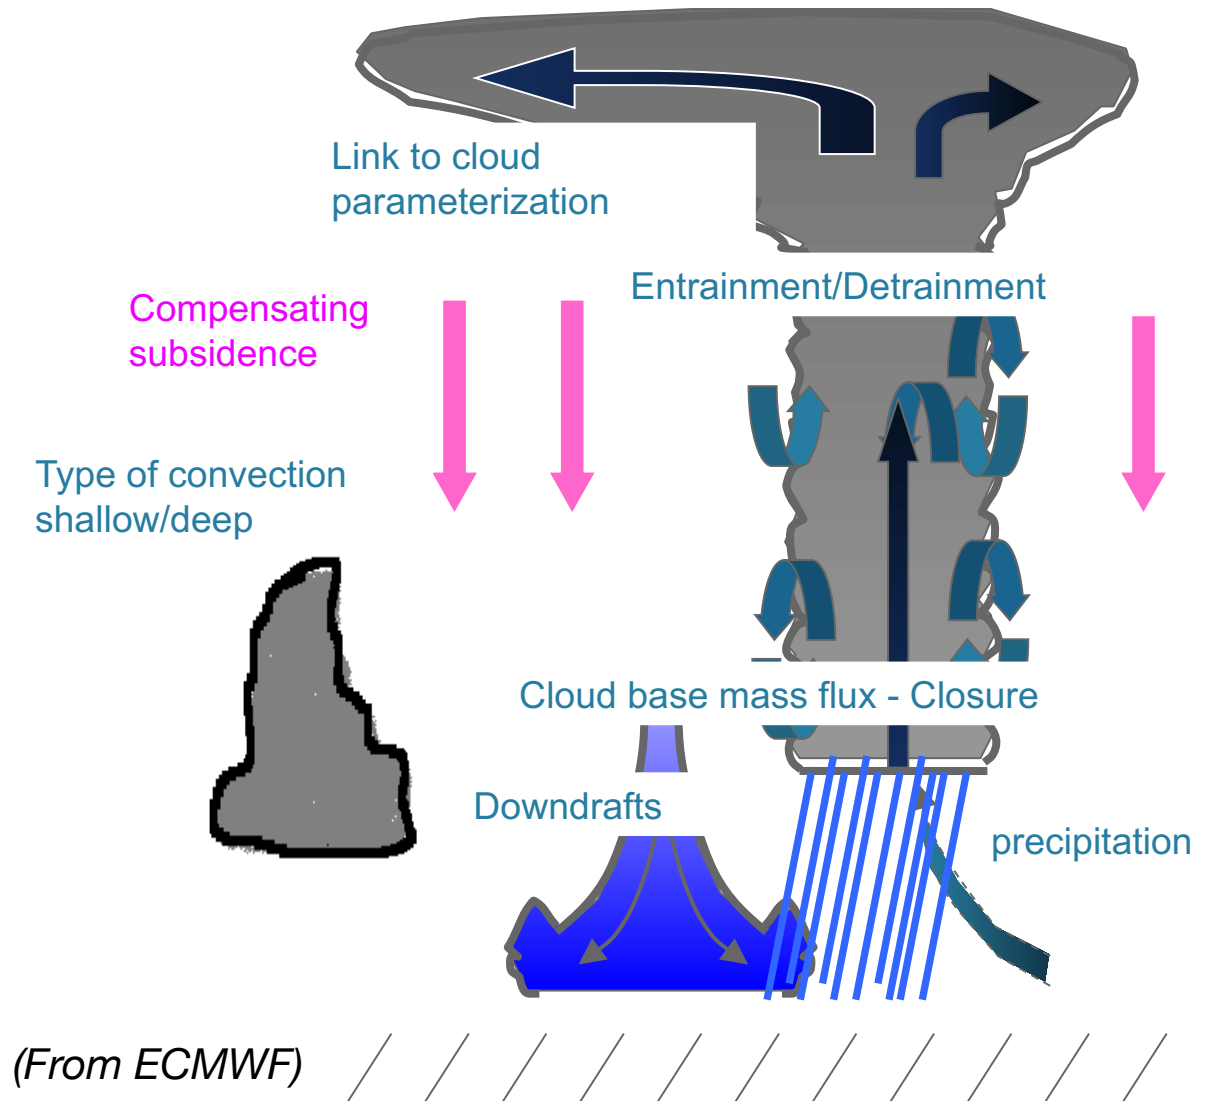 Link to cloud
parameterization
Entrainment/Detrainment
Compensating
subsidence
Type of convection
shallow/deep
Cloud base mass flux - Closure
Downdrafts
precipitation
(From ECMWF)